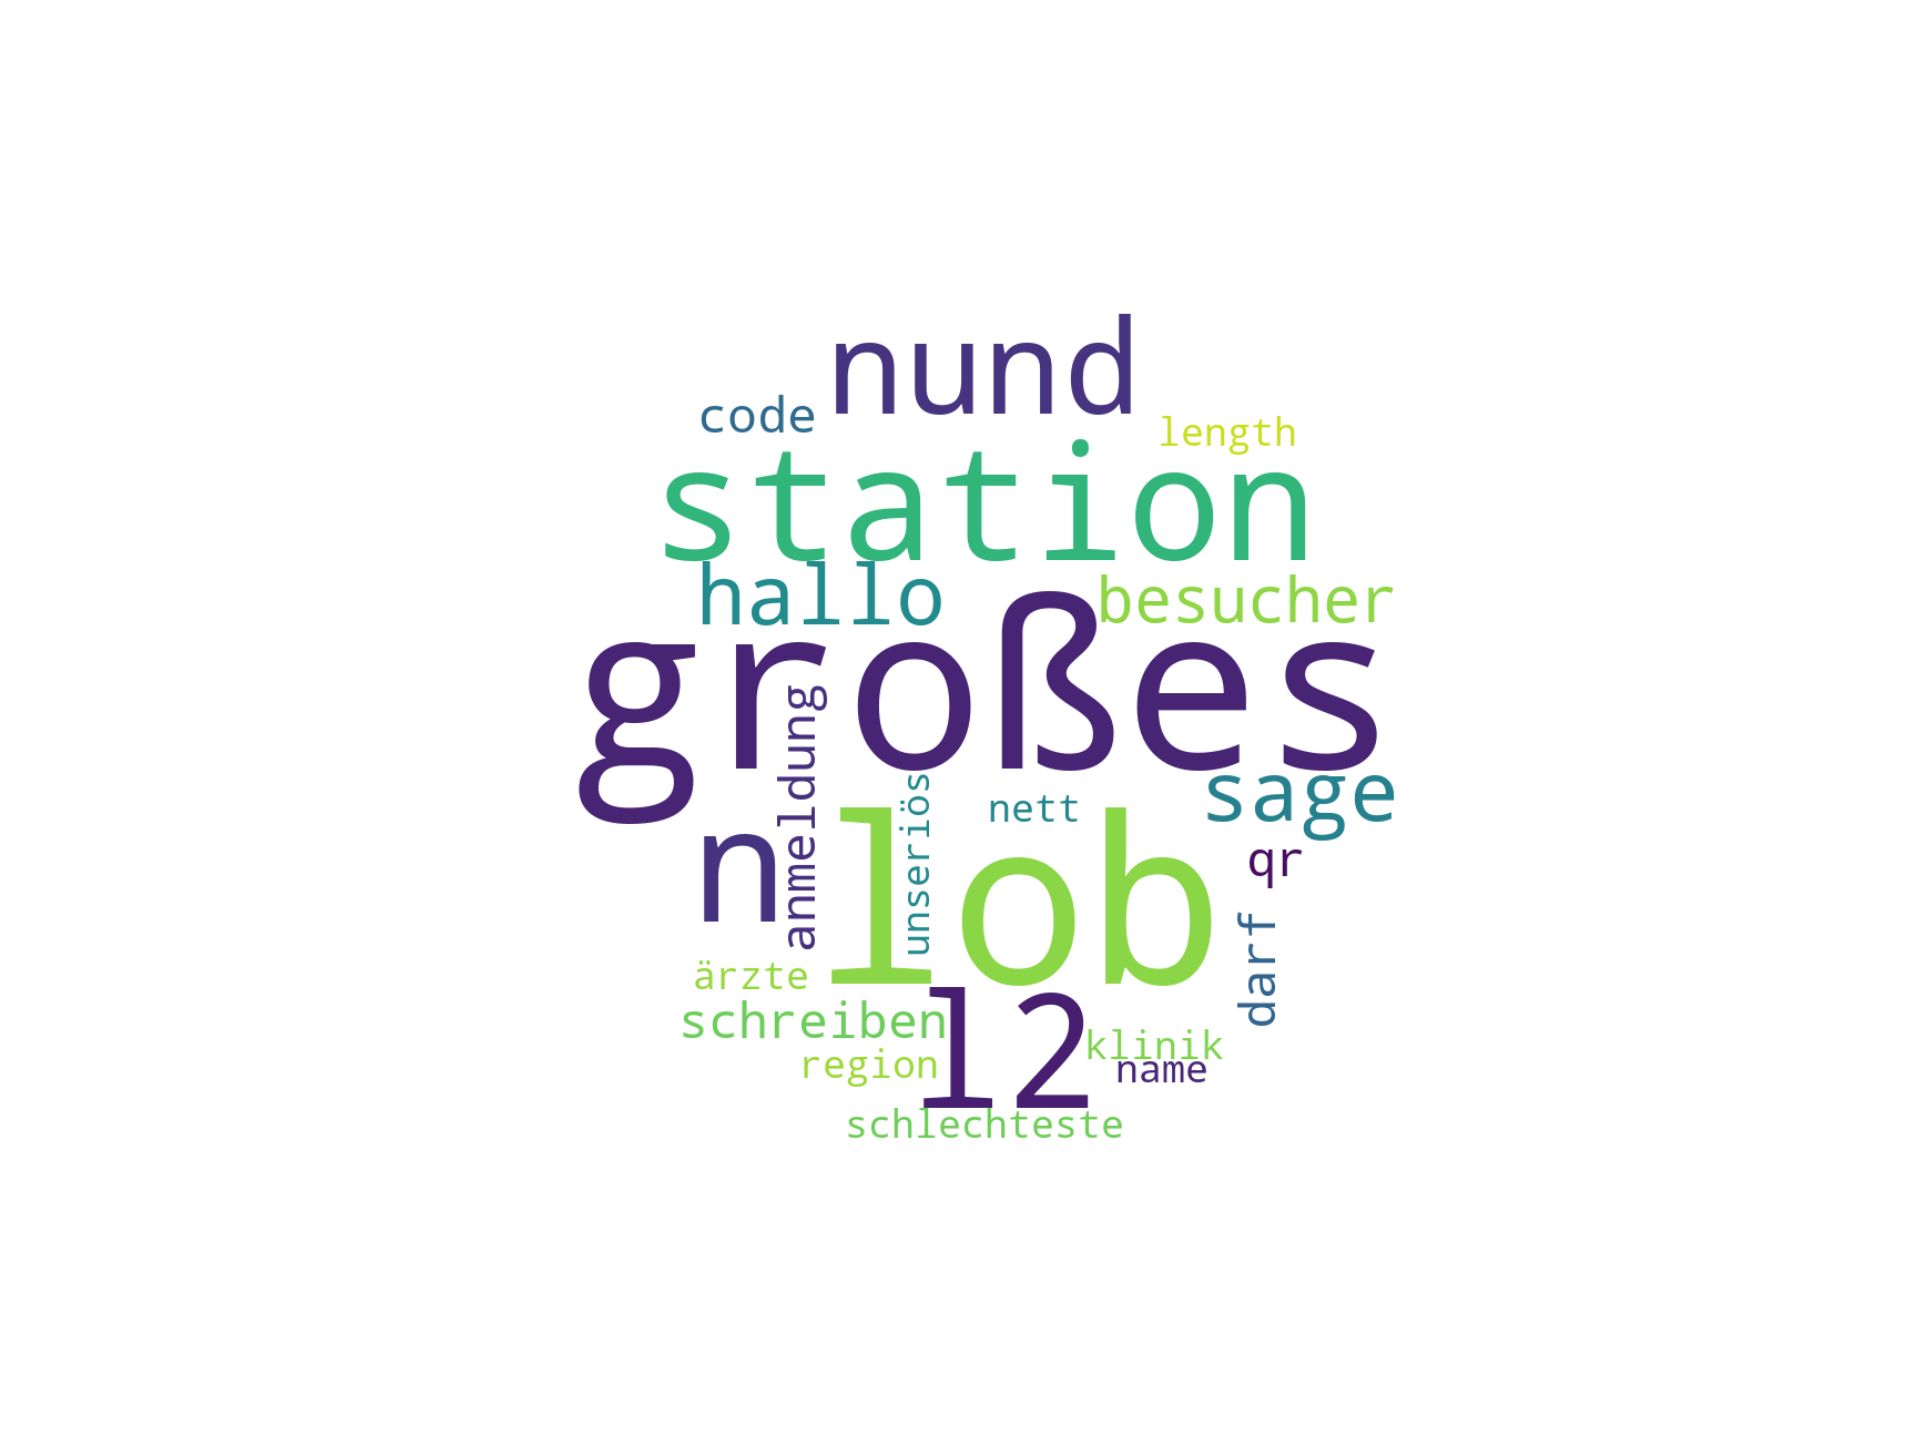 nund
code
length
station
hallo
besucher
großes
anmeldung
unseriös
nett
sage
n
lob
qr
darf
ärzte
schreiben
l2
klinik
region
name
schlechteste